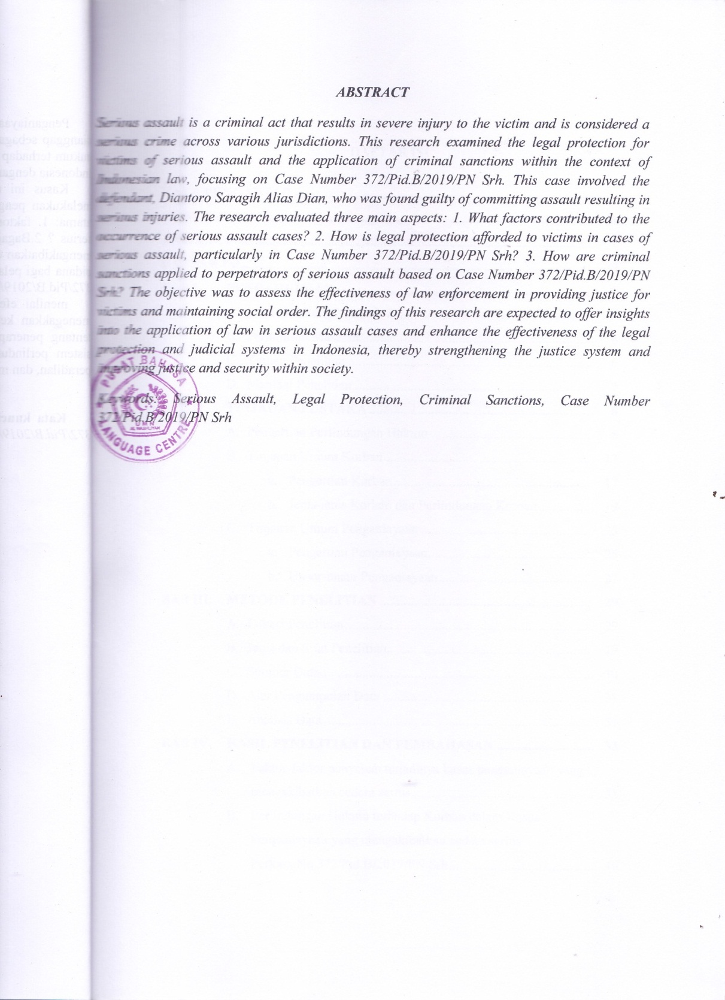 ABSTRACT
Serious assault is a criminal act that results in severe injury to the victim and is considered a
serious crime across various jurisdictions. This research examined the legal protection for
victims of serious assault and the application of criminal sanctions within the context of
Indonesian law, focusing on Case Number 372/Pid.B/2019/PN Srh. This case involved the
defendant, Diantoro Saragih Alias Dian, who was found guilty of committing assault resulting in
serious injuries. The research evaluated three main aspects: 1. What factors contributed to the
occurrence of serious assault cases? 2. How is legal protection afforded to victims in cases of
serious assault, particularly in Case Number 372/Pid.B/2019/PN Srh? 3. How are criminal
sanctions applied to perpetrators of serious assault based on Case Number 372/Pid.B/2019/PN
Srh? The objective was to assess the effectiveness of law enforcement in providing justice for
victims and maintaining social order. The findings of this research are expected to offer insights
into the application of law in serious assault cases and enhance the effectiveness of the legal
protection and judicial systems in Indonesia, thereby strengthening the justice system and
improving justice and security within society.
Keywords: Serious Assault, Legal Protection, Criminal Sanctions, Case Number
372/Pid.B/2019/PN Srh
PUSAT BAHASA
UMN
AL WASHLIYAH
LANGUAGE CENTRE